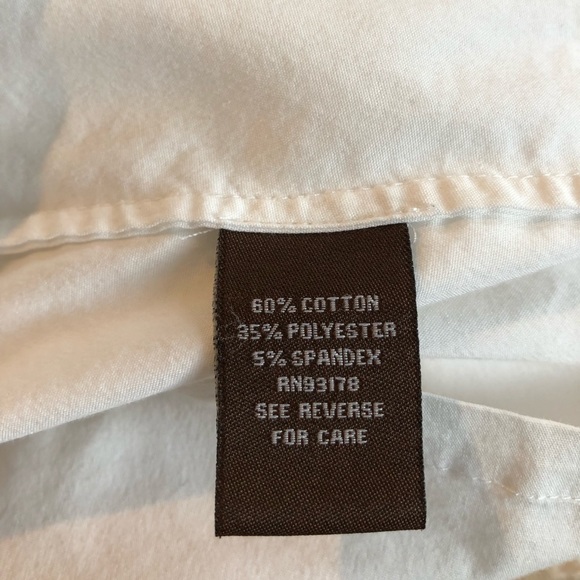 60% COTTON
35% POLYESTER
5% SPANDEX
RN93178
SEE REVERSE
FOR CARE